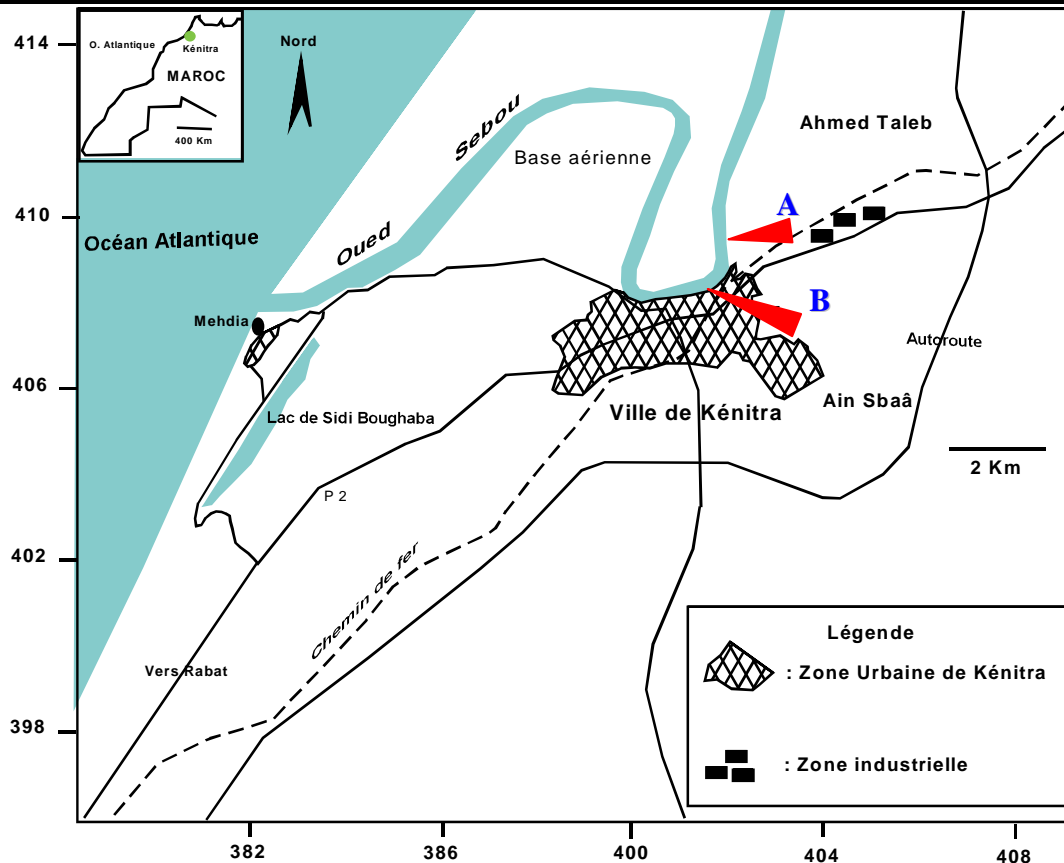 414
410
406
402
398
O. Atlantique
Kénitra
MAROC
400 Km
Nord
Oued Sebou
Base aérienne
Ahmed Taleb
A
Océan Atlantique
B
Mehdia
Autoroute
Lac de Sidi Boughaba
Ville de Kénitra
Ain Sbaâ
2 Km
P 2
Chemin de fer
Vers Rabat
Légende
: Zone Urbaine de Kénitra
: Zone industrielle
382
386
400
404
408